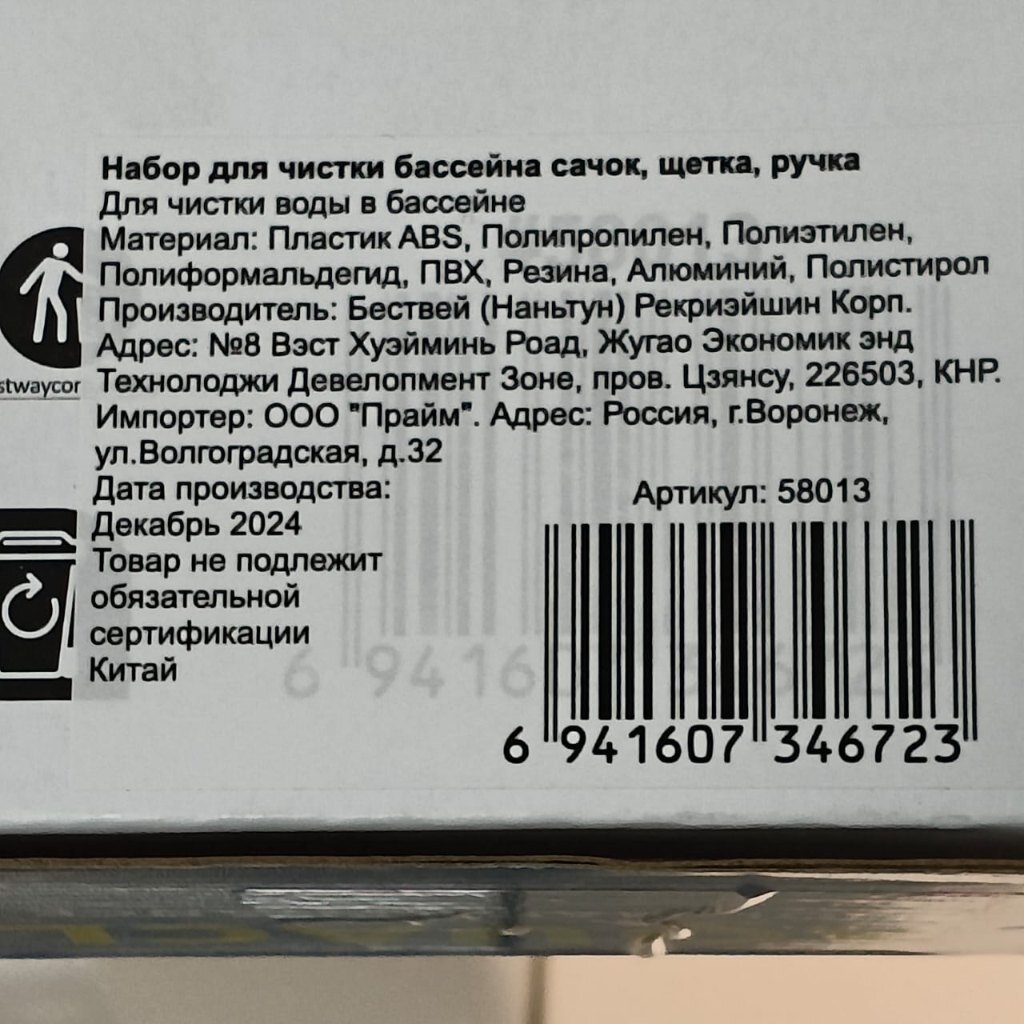 Набор для чистки бассейна сачок, щетка, ручка
Для чистки воды в бассейне
Материал: Пластик ABS, Полипропилен, Полиэтилен,
Полиформальдегид, ПВХ, Резина, Алюминий, Полистирол
Производитель: Бествей (Наньтун) Рекриэйшин Корп.
Адрес: №8 Вэст Хуэйминь Роад, Жугао Экономик энд
stwaycor
Технолоджи Девелопмент Зоне, пров. Цзянсу, 226503, КНР.
Импортер: ООО "Прайм". Адрес: Россия, г.Воронеж,
ул.Волгоградская, д.32
Дата производства:
Декабрь 2024
Товар не подлежит
обязательной
сертификации
Китай
Артикул: 58013
6 941607 346723